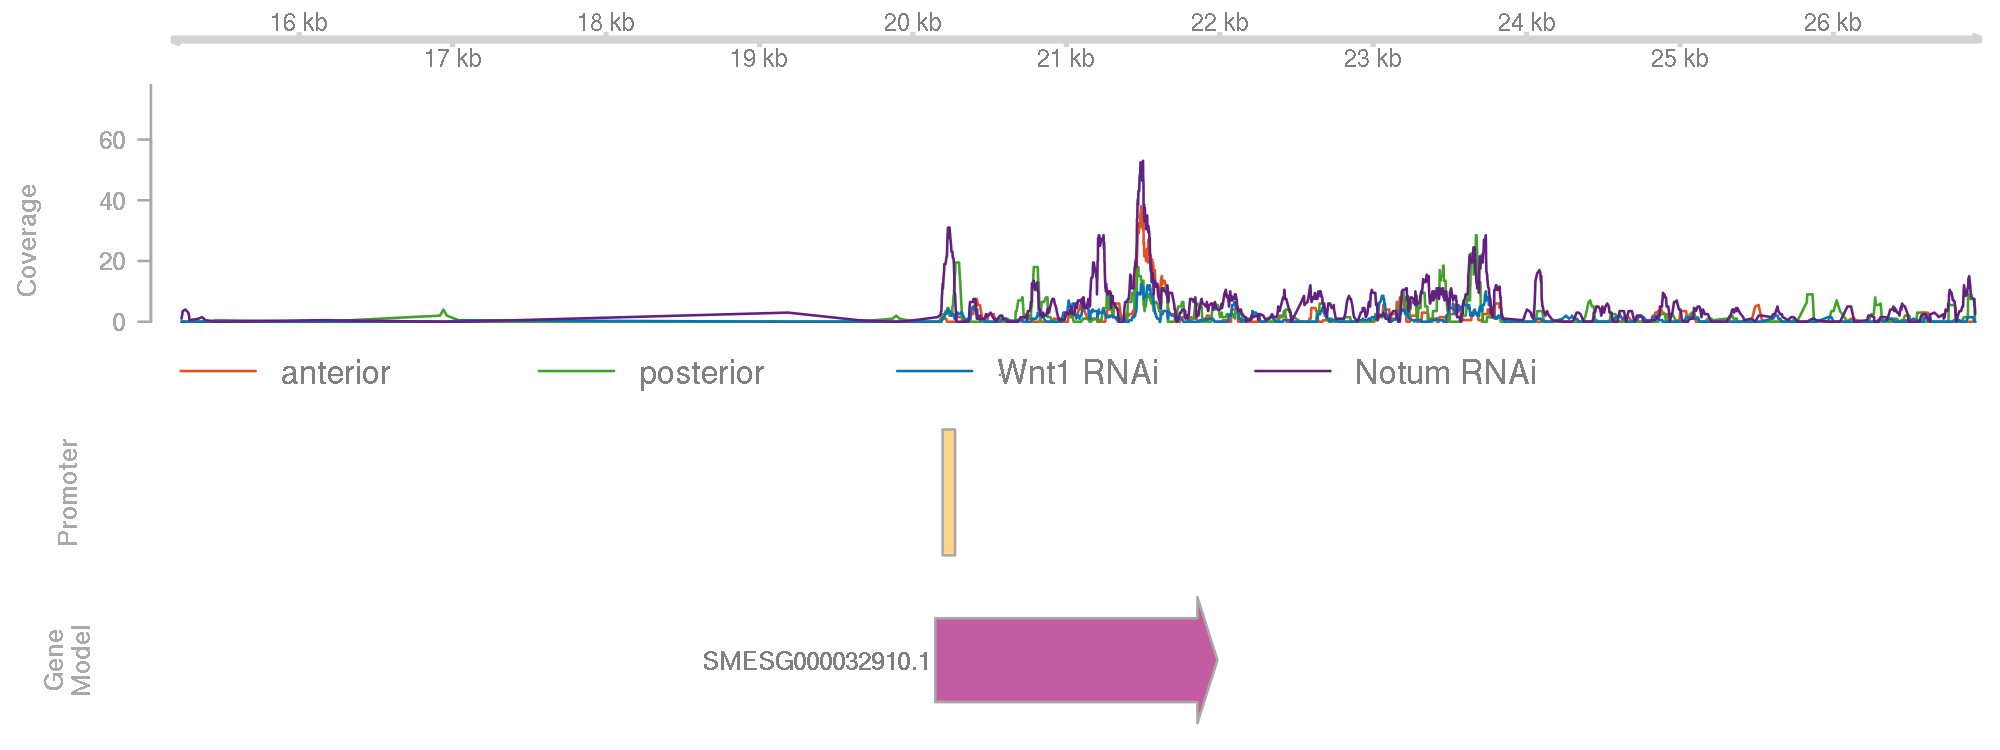 16 kb 18 kb 20 kb 22 kb 24 kb 26 kb
17 kb 19 kb 21 kb 23 kb 25 kb
Coverage
60
40
20
0
anterior posterior Wnt1 RNAi Notum RNAi
Promoter
Gene
Model
SMESG000032910.1